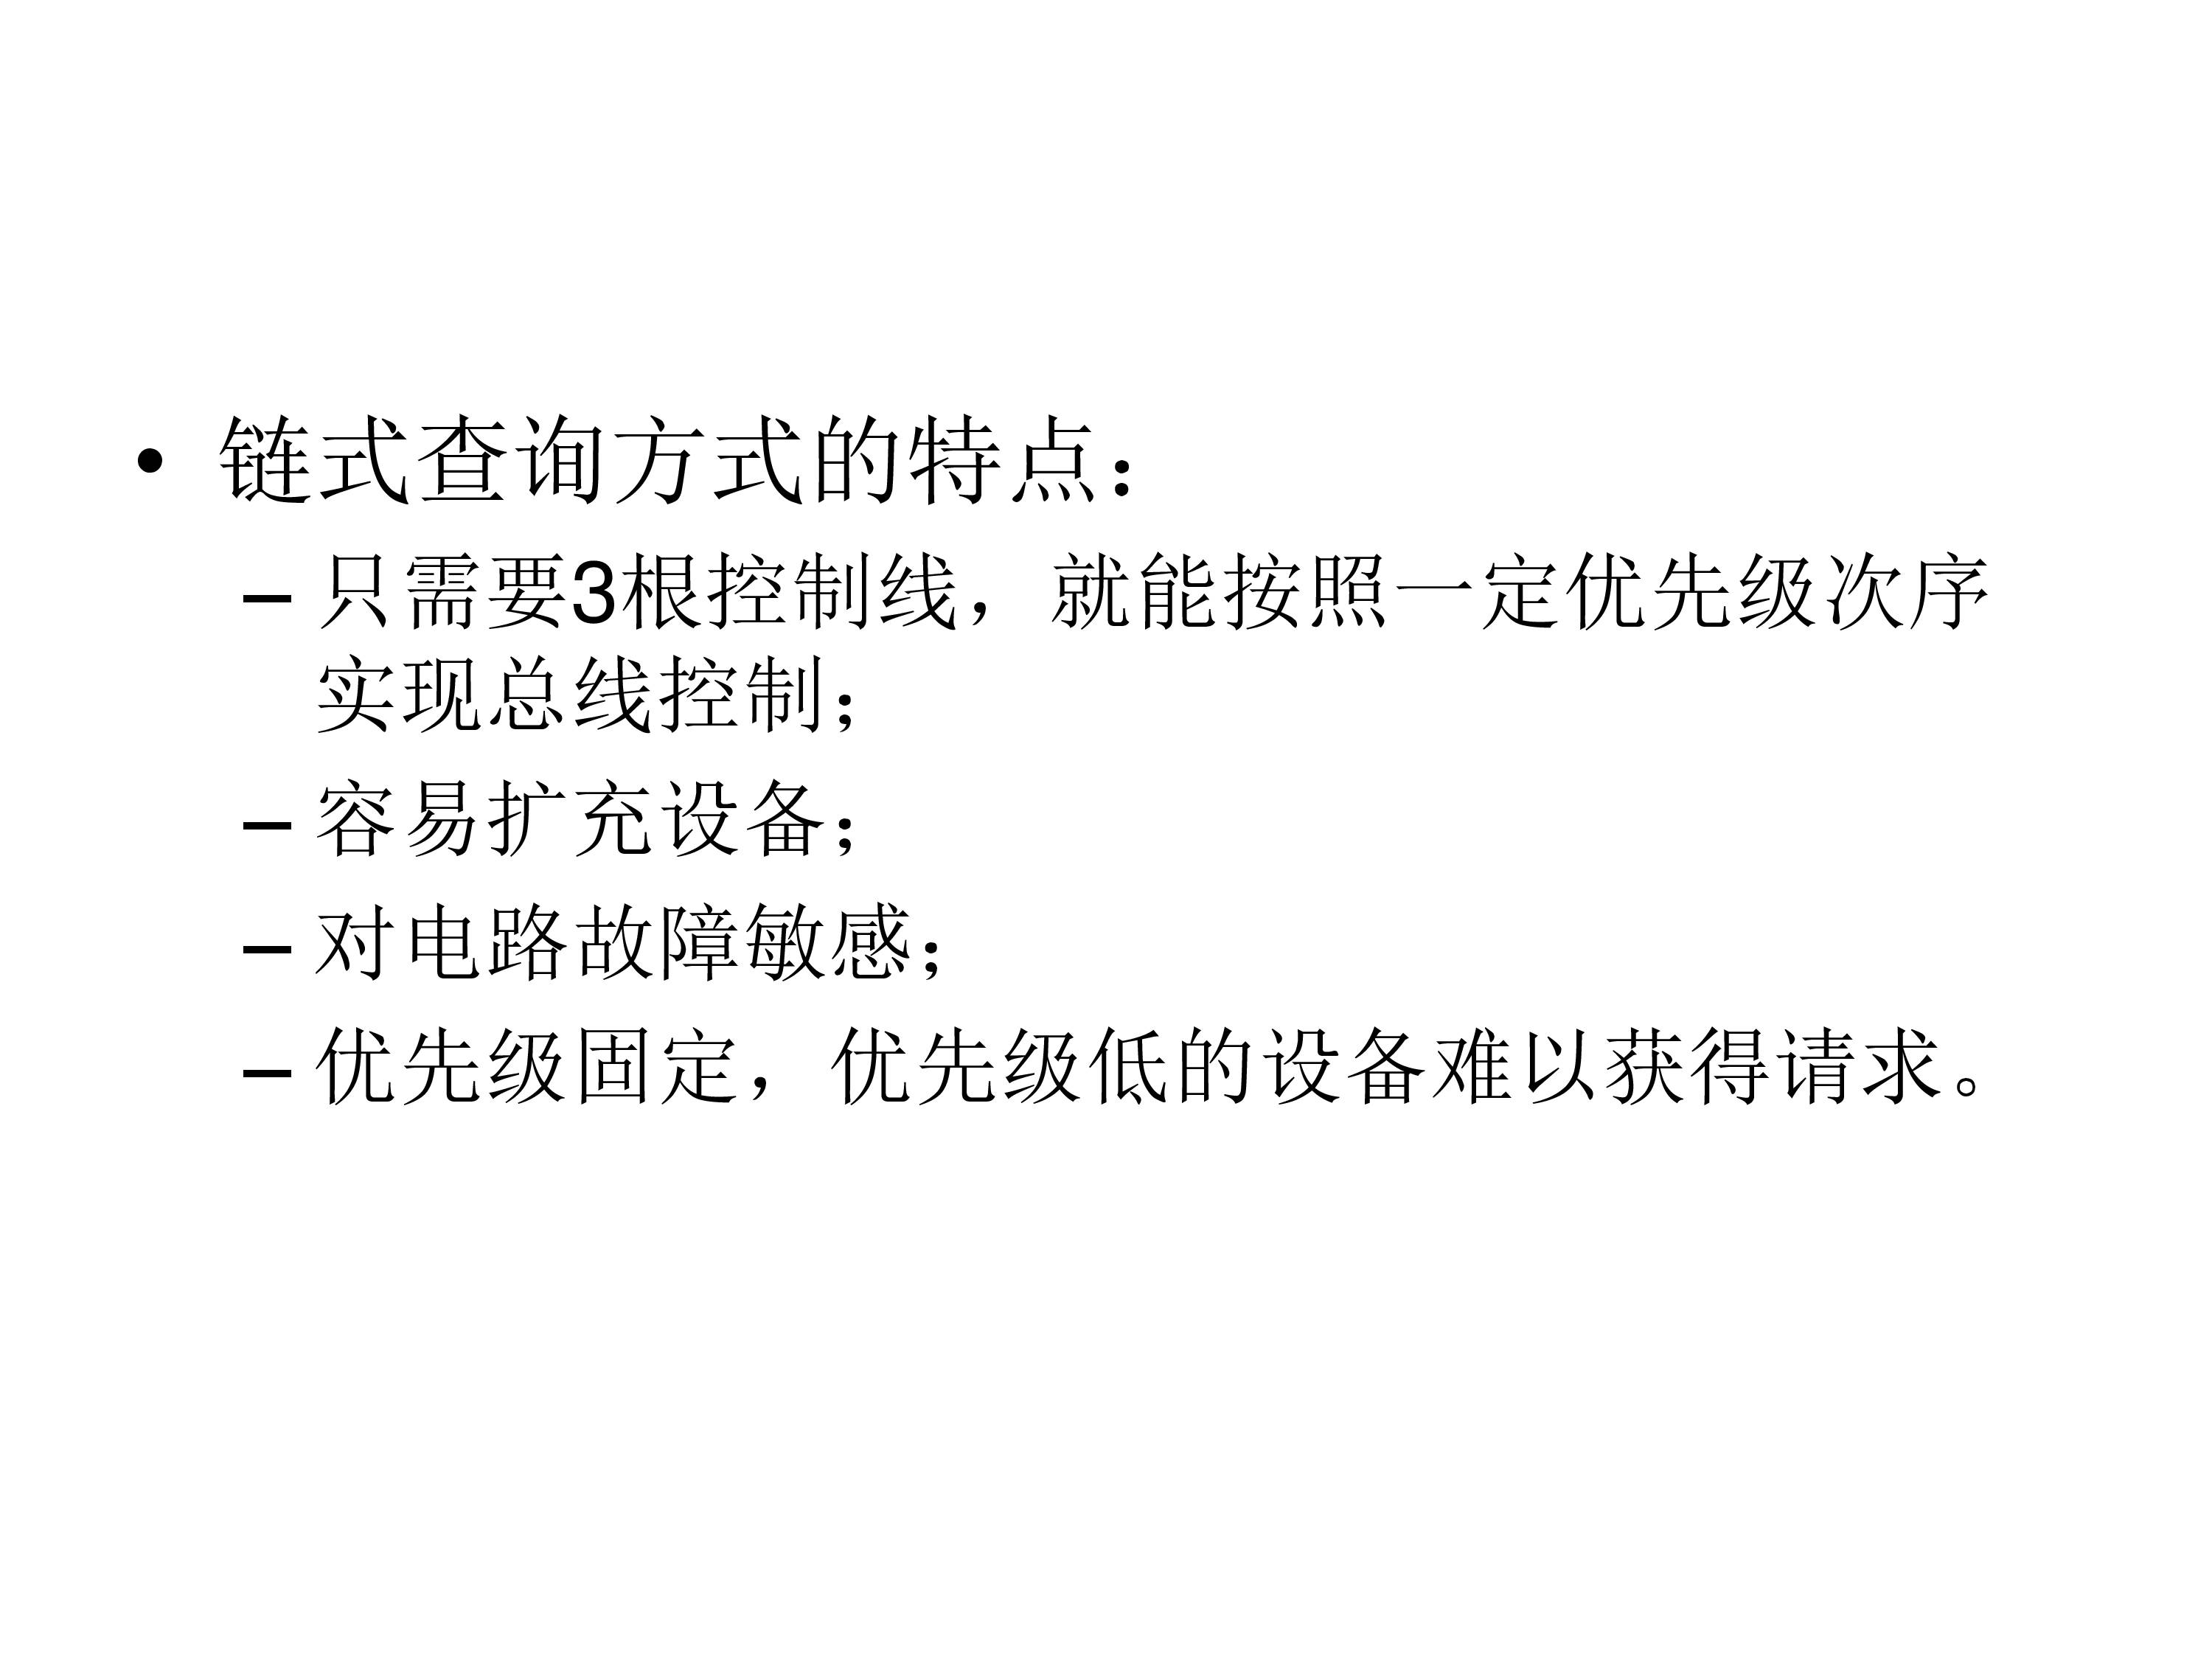 • 链式查询方式的特点:
– 只需要3根控制线，就能按照一定优先级次序
实现总线控制;
– 容易扩充设备;
– 对电路故障敏感;
– 优先级固定，优先级低的设备难以获得请求。